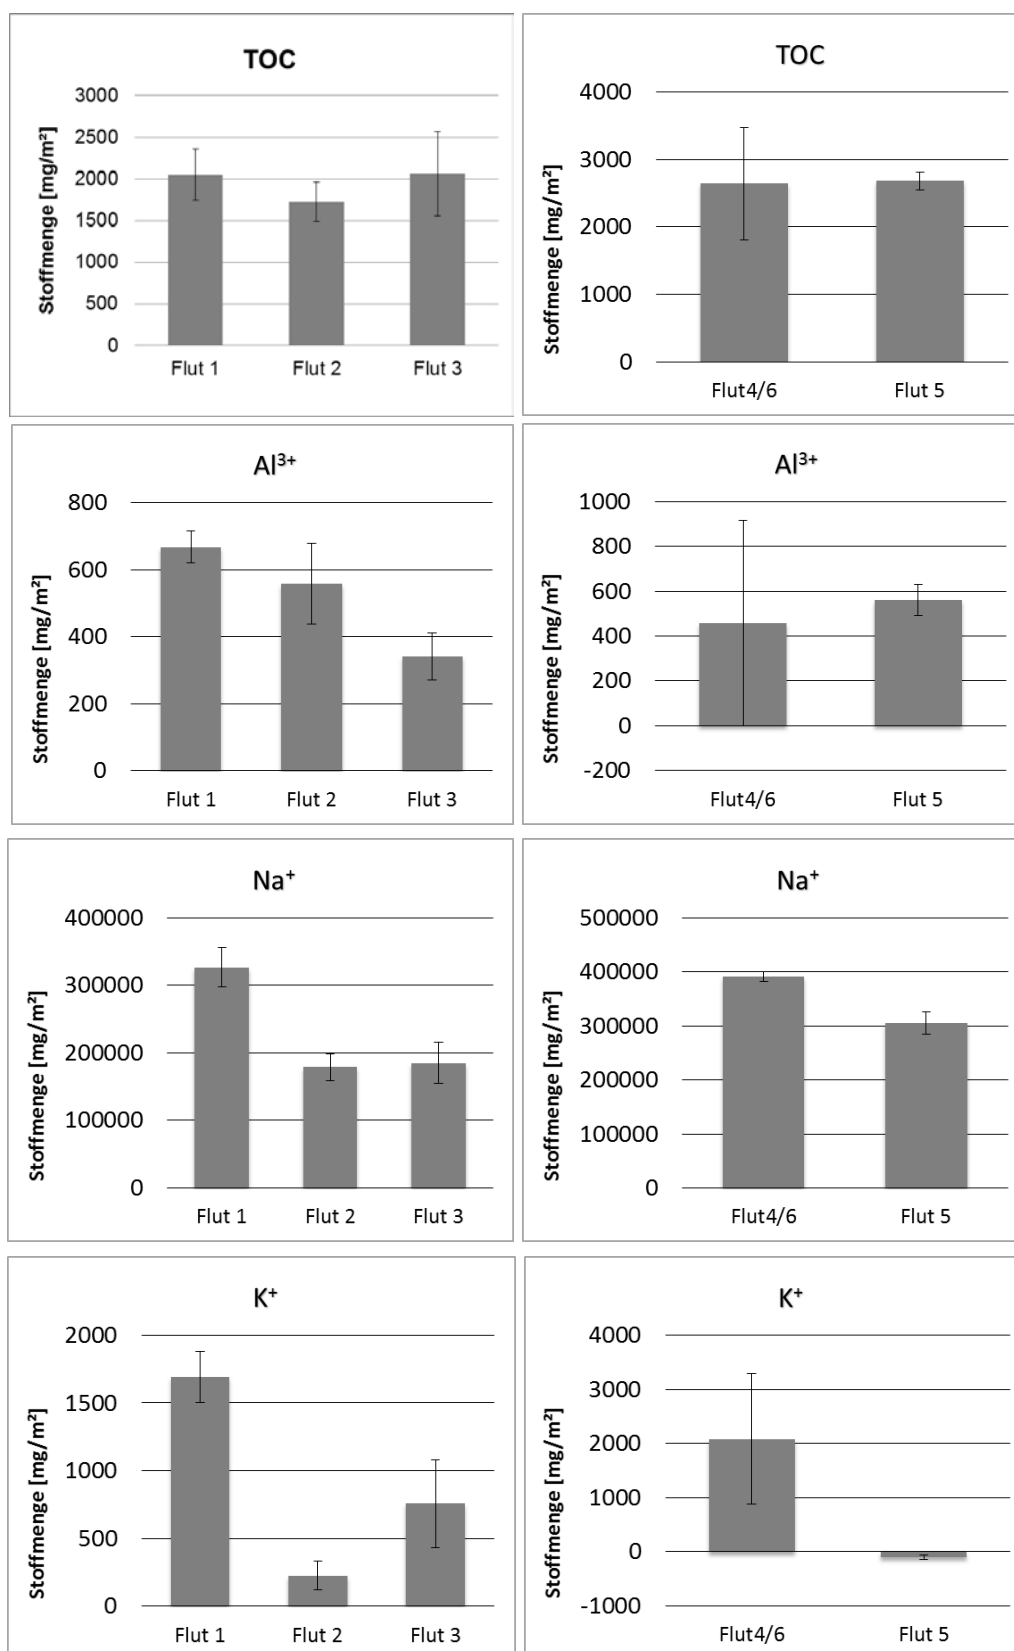 TOC
Stoffmenge [mg/m²]
3000
2500
2000
1500
1000
500
0
Flut 1 Flut 2 Flut 3
TOC
Stoffmenge [mg/m²]
4000
3000
2000
1000
0
Flut4/6 Flut 5
Al³⁺
Stoffmenge [mg/m²]
800
600
400
200
0
Flut 1 Flut 2 Flut 3
Al³⁺
Stoffmenge [mg/m²]
1000
800
600
400
200
0
-200
Flut4/6 Flut 5
Na⁺
Stoffmenge [mg/m²]
400000
300000
200000
100000
0
Flut 1 Flut 2 Flut 3
Na⁺
Stoffmenge [mg/m²]
500000
400000
300000
200000
100000
0
Flut4/6 Flut 5
K⁺
Stoffmenge [mg/m²]
2000
1500
1000
500
0
Flut 1 Flut 2 Flut 3
K⁺
Stoffmenge [mg/m²]
4000
3000
2000
1000
0
-1000
Flut4/6 Flut 5